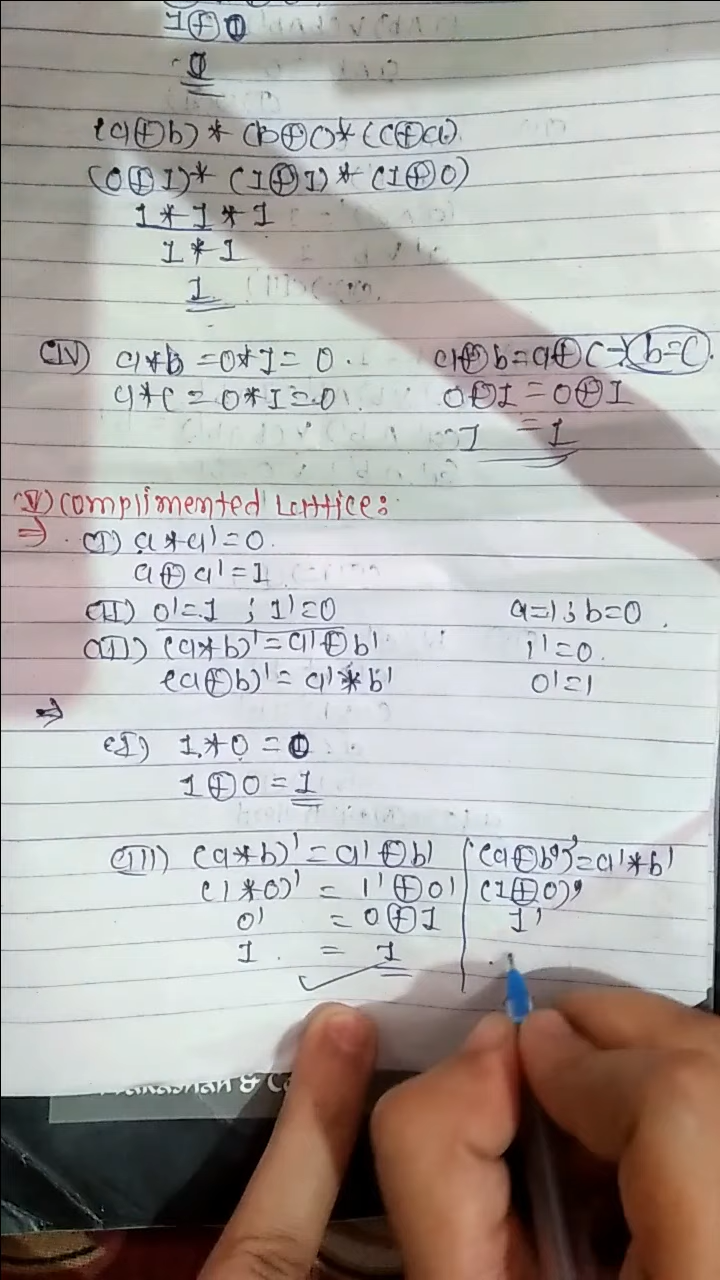 1⊕0
0
(a⊕b) * (b⊕c)* (c⊕a)
(0⊕1)* (1⊕1) * (1⊕0)
1 * 1 * 1
1 * 1
1
(IV) a*b = 0*1 = 0.
a*c = 0*1 = 0
a⊕b = a⊕c → b=c.
0⊕1 = 0⊕1
1 = 1
(V) Complimented Lattice:
⇒ (I) a*a' = 0.
a⊕a' = 1
(II) 0'=1 ; 1'=0
(III) (a*b)' = a'⊕b'
(a⊕b)' = a'*b'
a=1; b=0.
1'=0.
0'=1
⇒
(I) 1*0 = 0
1⊕0 = 1
(III) (a*b)' = a'⊕b'
(1*0)' = 1'⊕0'
0' = 0⊕1
1 = 1
(a⊕b)' = a'*b'
(1⊕0)'
1'